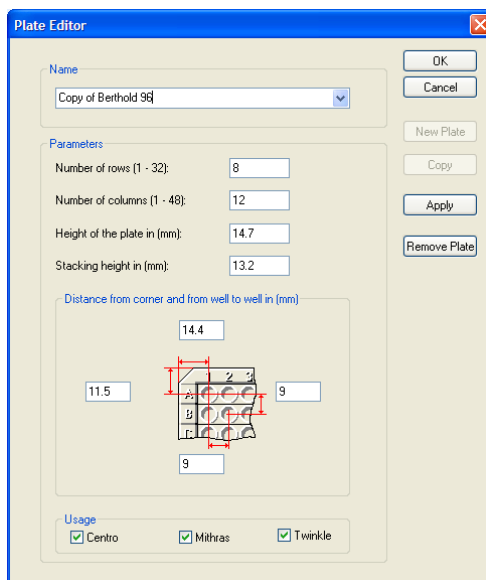 Plate Editor
Name
Copy of Berthold 96
OK
Cancel
New Plate
Copy
Apply
Remove Plate
Parameters
Number of rows (1 - 32): 8
Number of columns (1 - 48): 12
Height of the plate in (mm): 14.7
Stacking height in (mm): 13.2
Distance from corner and from well to well in (mm)
14.4
1 2 3
11.5 A 9
B
C
9
Usage
Centro Mithras Twinkle